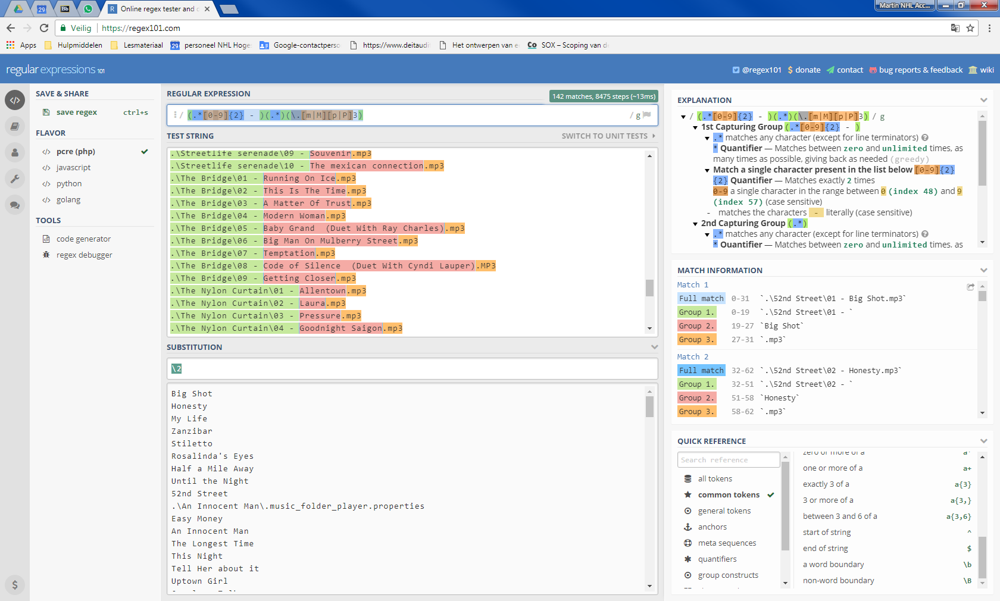 29
Bb
R Online regex tester and d
Martin NHL Acc...
Veilig https://regex101.com
Apps Hulpmiddelen Lesmateriaal 29 personeel NHL Hoge Google-contactperso https://www.deitaudi Het ontwerpen van e Co SOX – Scoping van d
regular expressions 101
@regex101 $ donate contact bug reports & feedback wiki
SAVE & SHARE
save regex ctrl+s
FLAVOR
</> pcre (php)
</> javascript
</> python
</> golang
TOOLS
code generator
regex debugger
$
REGULAR EXPRESSION
142 matches, 8475 steps (~13ms)
/ (.*[0-9]{2} - )(.*)(\.[m|M][p|P]3) / g
TEST STRING
SWITCH TO UNIT TESTS
.\Streetlife serenade\09 - Souvenir.mp3
.\Streetlife serenade\10 - The mexican connection.mp3
.\The Bridge\01 - Running On Ice.mp3
.\The Bridge\02 - This Is The Time.mp3
.\The Bridge\03 - A Matter Of Trust.mp3
.\The Bridge\04 - Modern Woman.mp3
.\The Bridge\05 - Baby Grand  (Duet With Ray Charles).mp3
.\The Bridge\06 - Big Man On Mulberry Street.mp3
.\The Bridge\07 - Temptation.mp3
.\The Bridge\08 - Code of Silence  (Duet With Cyndi Lauper).MP3
.\The Bridge\09 - Getting Closer.mp3
.\The Nylon Curtain\01 - Allentown.mp3
.\The Nylon Curtain\02 - Laura.mp3
.\The Nylon Curtain\03 - Pressure.mp3
.\The Nylon Curtain\04 - Goodnight Saigon.mp3
SUBSTITUTION
\2
Big Shot
Honesty
My Life
Zanzibar
Stiletto
Rosalinda's Eyes
Half a Mile Away
Until the Night
52nd Street
.\An Innocent Man\.music_folder_player.properties
Easy Money
An Innocent Man
The Longest Time
This Night
Tell Her about it
Uptown Girl
EXPLANATION
/ (.*[0-9]{2} - )(.*)(\.[m|M][p|P]3) / g
1st Capturing Group (.*[0-9]{2} - )
.* matches any character (except for line terminators)
* Quantifier — Matches between zero and unlimited times, as
many times as possible, giving back as needed (greedy)
Match a single character present in the list below [0-9]{2}
{2} Quantifier — Matches exactly 2 times
0-9 a single character in the range between 0 (index 48) and 9
(index 57) (case sensitive)
- matches the characters - literally (case sensitive)
2nd Capturing Group (.*)
.* matches any character (except for line terminators)
* Quantifier — Matches between zero and unlimited times, as
MATCH INFORMATION
Match 1
Full match 0-31 `.\52nd Street\01 - Big Shot.mp3`
Group 1. 0-19 `.\52nd Street\01 - `
Group 2. 19-27 `Big Shot`
Group 3. 27-31 `.mp3`
Match 2
Full match 32-62 `.\52nd Street\02 - Honesty.mp3`
Group 1. 32-51 `.\52nd Street\02 - `
Group 2. 51-58 `Honesty`
Group 3. 58-62 `.mp3`
QUICK REFERENCE
Search reference
all tokens
common tokens
general tokens
anchors
meta sequences
quantifiers
group constructs
zero or more of a a*
one or more of a a+
exactly 3 of a a{3}
3 or more of a a{3,}
between 3 and 6 of a a{3,6}
start of string ^
end of string $
a word boundary \b
non-word boundary \B